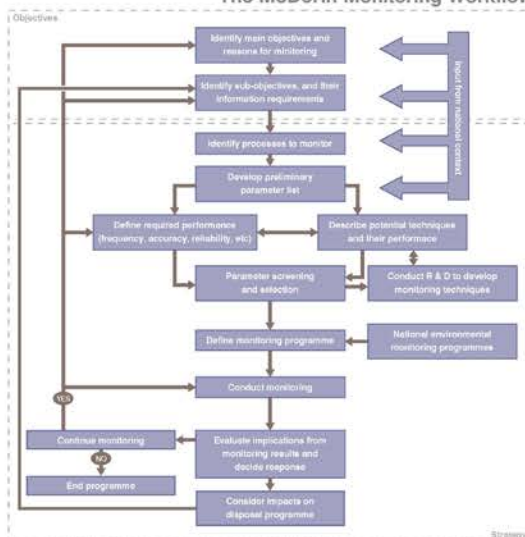 The MoDeRn Monitoring Workflow
Objectives
Identify main objectives and
reasons for minitoring
Identify sub-objectives, and their
information requirements
Input from
national context
Identify processes to monitor
Develop preliminary
parameter list
Define required performance
(frequency, accuracy, reliability, etc)
Describe potential techniques
and their performace
Parameter screening
and selection
Conduct R & D to develop
monitoring techniques
Define monitoring programme
National environmental
monitoring programmes
YES
Conduct monitoring
Continue monitoring
Evaluate implications from
monitoring results and
decide response
NO
End programme
Consider impacts on
disposal programme